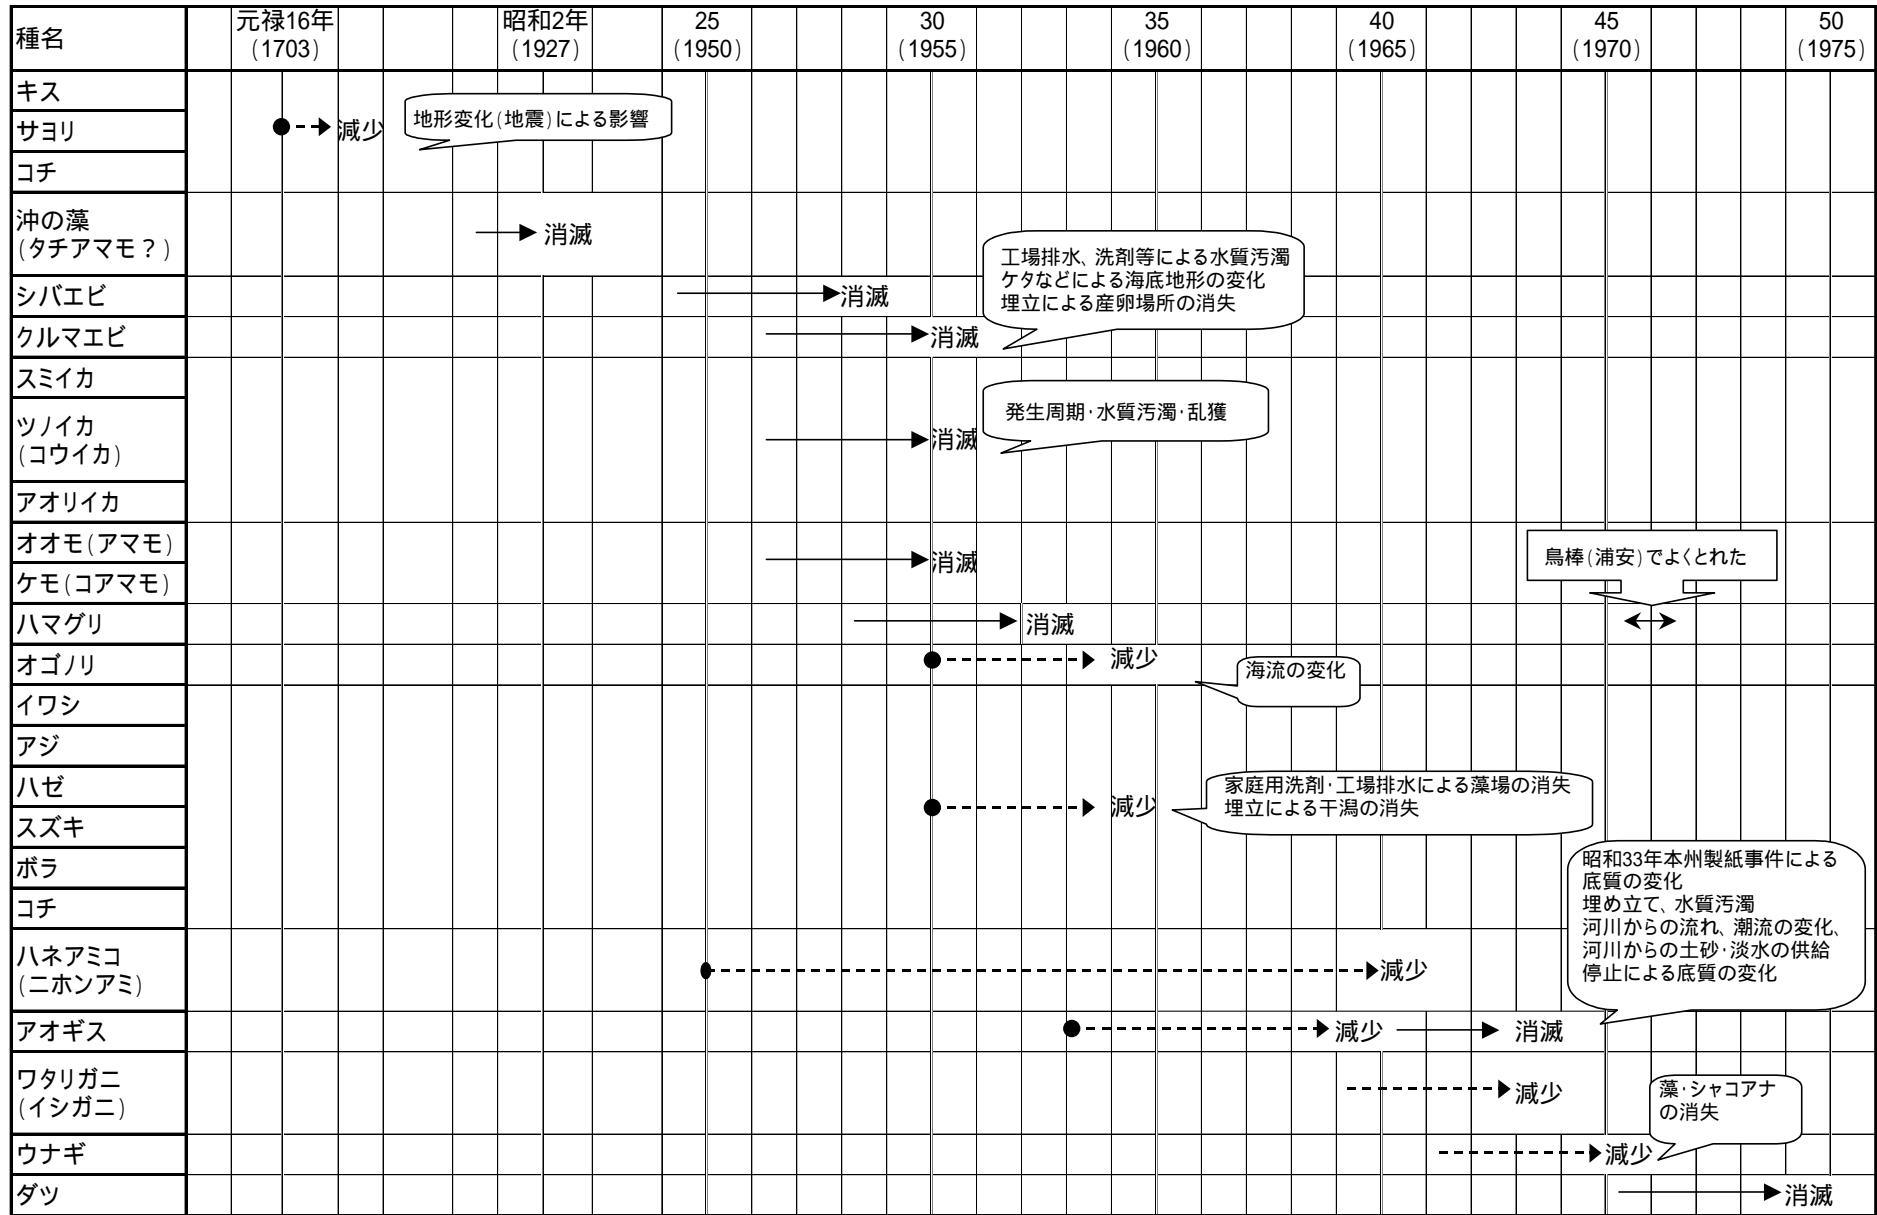 種名
元禄16年
(1703)
昭和2年
(1927)
25
(1950)
30
(1955)
35
(1960)
40
(1965)
45
(1970)
50
(1975)
キス
サヨリ
コチ
減少
地形変化(地震)による影響
沖の藻
(タチアマモ？)
消滅
シバエビ
消滅
クルマエビ
消滅
工場排水、洗剤等による水質汚濁
ケタなどによる海底地形の変化
埋立による産卵場所の消失
スミイカ
ツノイカ
(コウイカ)
アオリイカ
消滅
発生周期・水質汚濁・乱獲
オオモ(アマモ)
ケモ(コアマモ)
消滅
鳥棒(浦安)でよくとれた
ハマグリ
消滅
オゴノリ
減少
海流の変化
イワシ
アジ
ハゼ
スズキ
ボラ
コチ
減少
家庭用洗剤・工場排水による藻場の消失
埋立による干潟の消失
ハネアミコ
(ニホンアミ)
減少
アオギス
減少
消滅
昭和33年本州製紙事件による
底質の変化
埋め立て、水質汚濁
河川からの流れ、潮流の変化、
河川からの土砂・淡水の供給
停止による底質の変化
ワタリガニ
(イシガニ)
減少
ウナギ
減少
藻・シャコアナ
の消失
ダツ
消滅